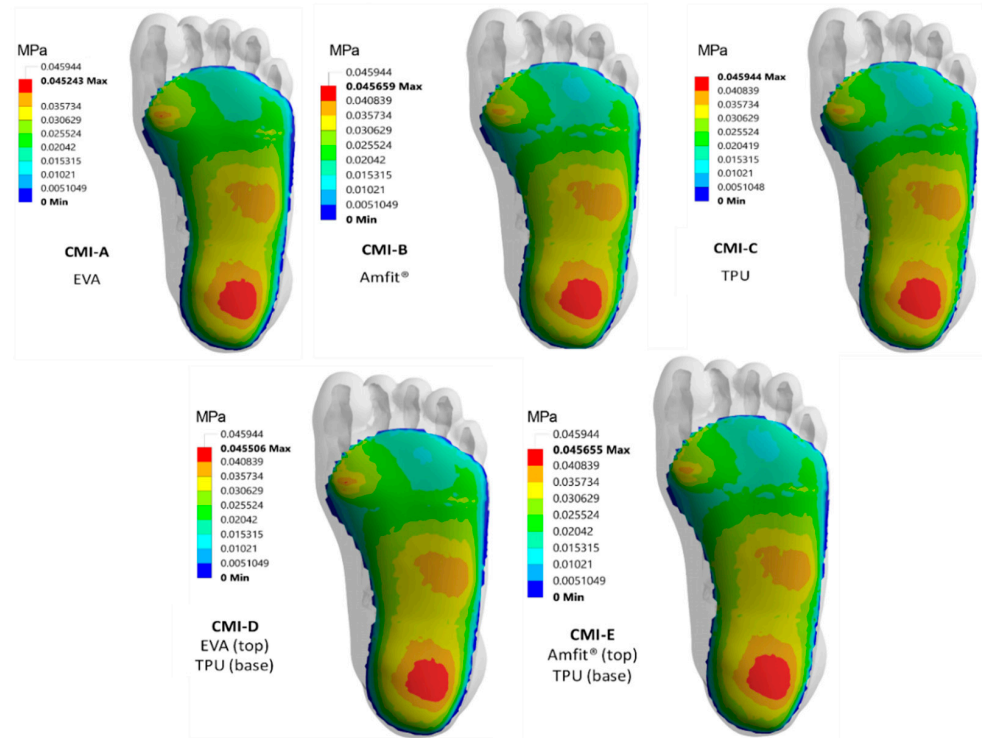 MPa
0.045944
0.045243 Max
0.035734
0.030629
0.025524
0.02042
0.015315
0.01021
0.0051049
0 Min
CMI-A
EVA
MPa
0.045944
0.045659 Max
0.040839
0.035734
0.030629
0.025524
0.02042
0.015315
0.01021
0.0051049
0 Min
CMI-B
Amfit®
MPa
0.045944 Max
0.040839
0.035734
0.030629
0.025524
0.020419
0.015315
0.01021
0.0051048
0 Min
CMI-C
TPU
MPa
0.045944
0.045506 Max
0.040839
0.035734
0.030629
0.025524
0.02042
0.015315
0.01021
0.0051049
0 Min
CMI-D
EVA (top)
TPU (base)
MPa
0.045944
0.045655 Max
0.040839
0.035734
0.030629
0.025524
0.02042
0.015315
0.01021
0.0051049
0 Min
CMI-E
Amfit® (top)
TPU (base)